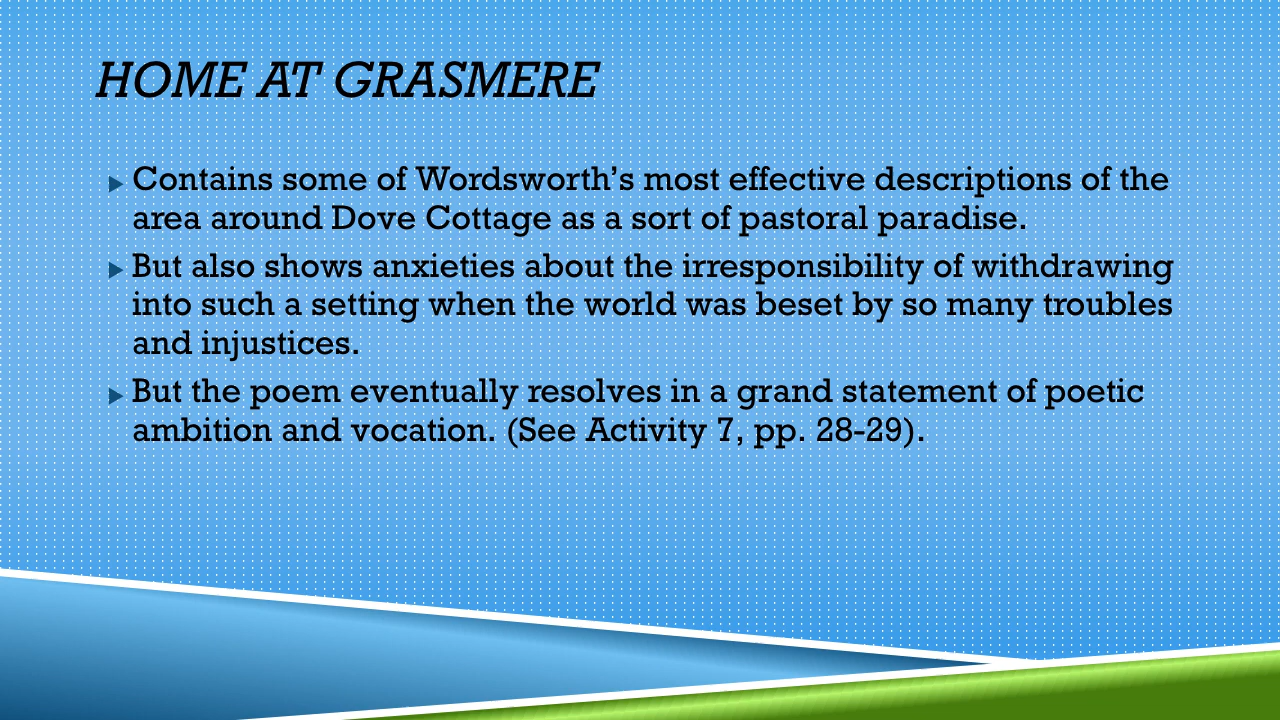 HOME AT GRASMERE
Contains some of Wordsworth’s most effective descriptions of the
area around Dove Cottage as a sort of pastoral paradise.
But also shows anxieties about the irresponsibility of withdrawing
into such a setting when the world was beset by so many troubles
and injustices.
But the poem eventually resolves in a grand statement of poetic
ambition and vocation. (See Activity 7, pp. 28-29).